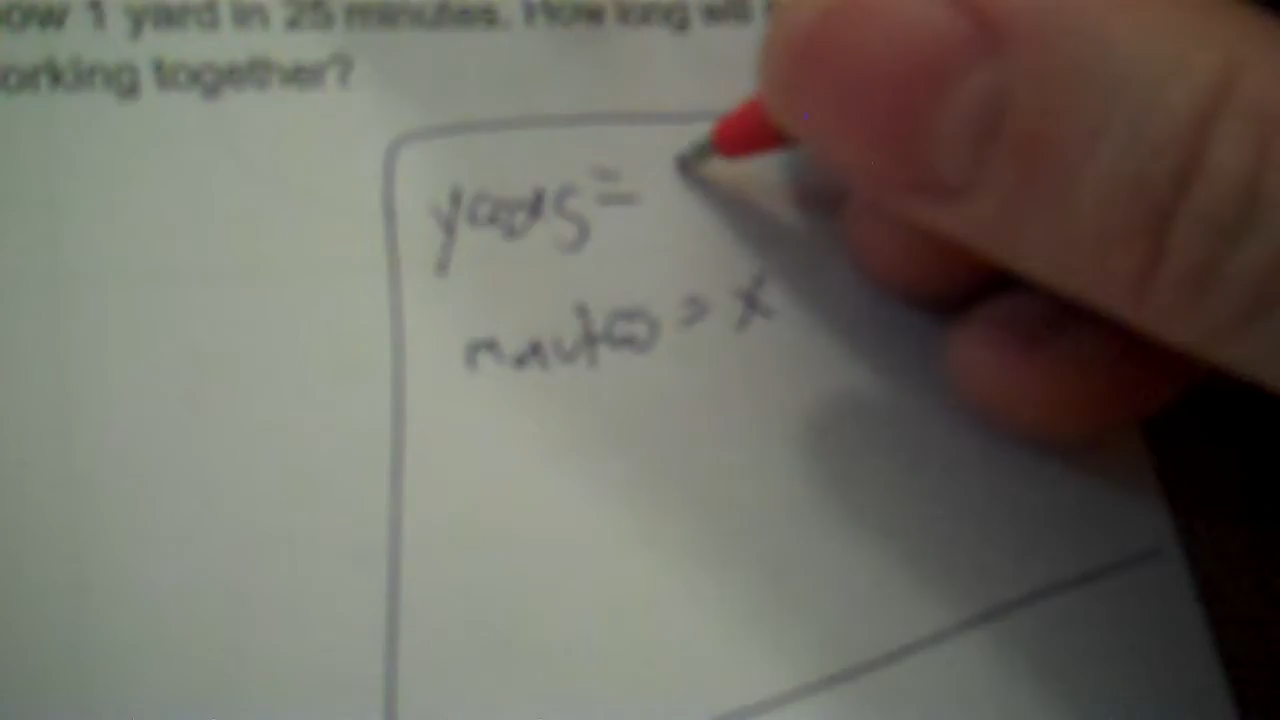 ow 1 yard in 25 minutes. How long will
orking together?
yards =
minutes = x